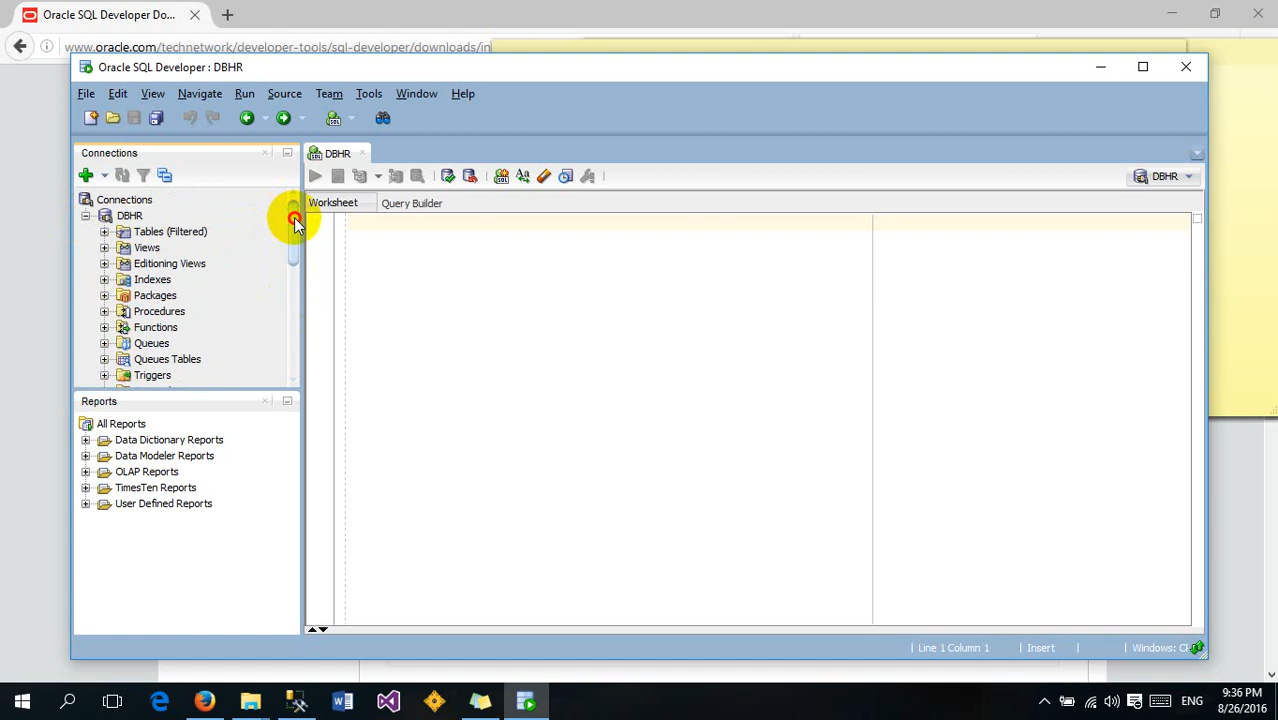 Oracle SQL Developer Do...
www.oracle.com/technetwork/developer-tools/sql-developer/downloads/in
Oracle SQL Developer : DBHR
File Edit View Navigate Run Source Team Tools Window Help
Connections
DBHR
DBHR
Worksheet
Query Builder
Connections
DBHR
Tables (Filtered)
Views
Editioning Views
Indexes
Packages
Procedures
Functions
Queues
Queues Tables
Triggers
Reports
All Reports
Data Dictionary Reports
Data Modeler Reports
OLAP Reports
TimesTen Reports
User Defined Reports
Line 1 Column 1
Insert
Windows: C
ENG
9:36 PM
8/26/2016